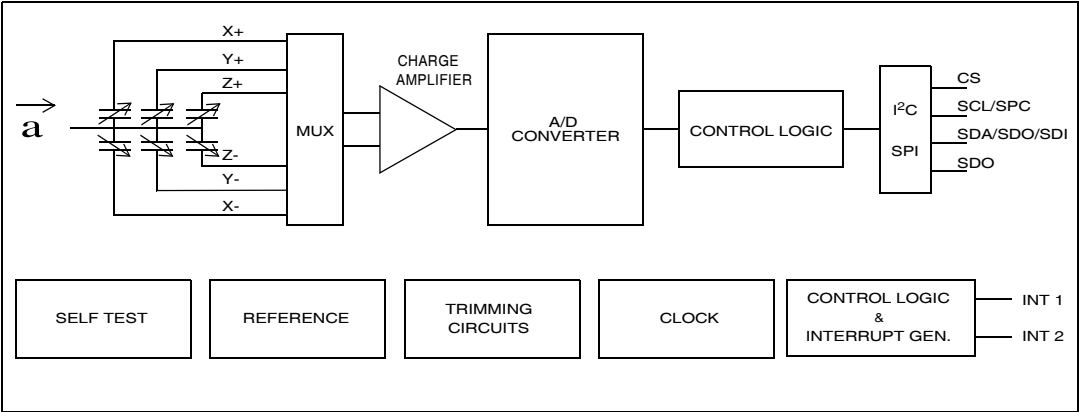 X+
Y+
Z+
a
Z-
Y-
X-
MUX
CHARGE
AMPLIFIER
A/D
CONVERTER
CONTROL LOGIC
I²C
SPI
CS
SCL/SPC
SDA/SDO/SDI
SDO
SELF TEST
REFERENCE
TRIMMING
CIRCUITS
CLOCK
CONTROL LOGIC
&
INTERRUPT GEN.
INT 1
INT 2